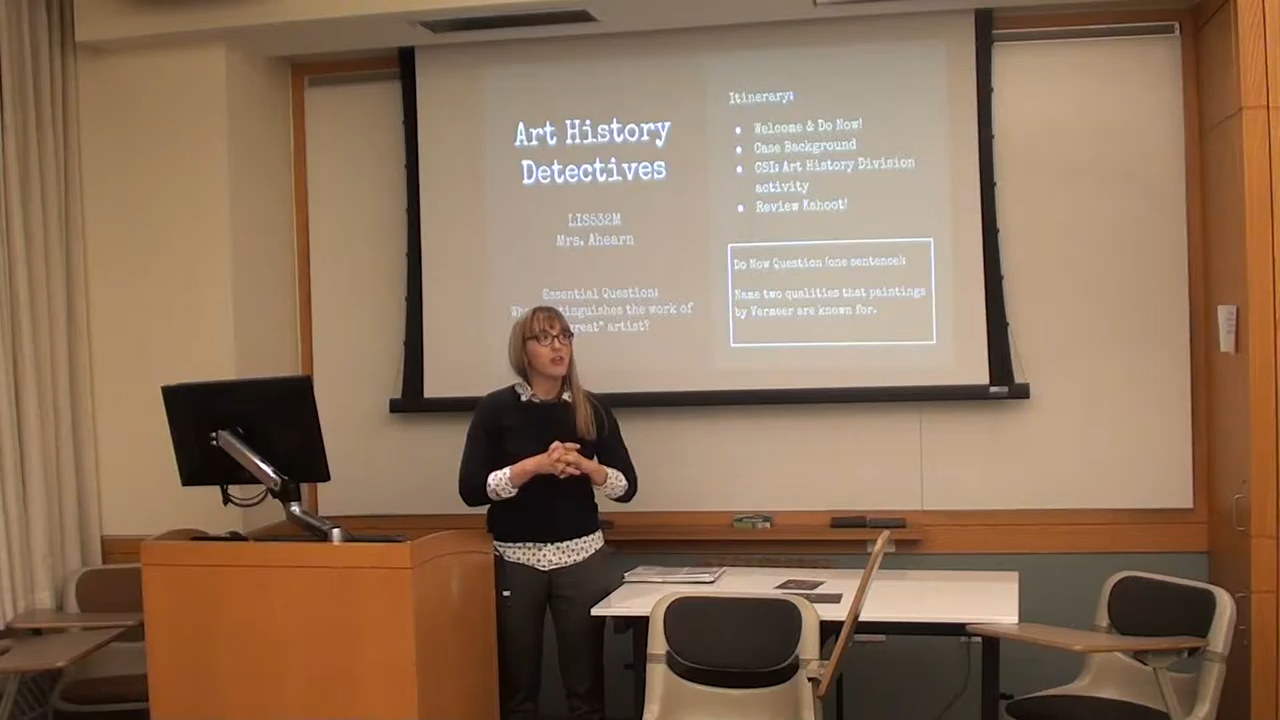 Art History
Detectives
LIS532M
Mrs. Ahearn
Essential Question:
the work of
artist?
Itinerary:
Welcome & Do Now!
Case Background
CSI: Art History Division
activity
Review Kahoot!
Do Now Question (one sentence):
Name two qualities that paintings
by Vermeer are known for.